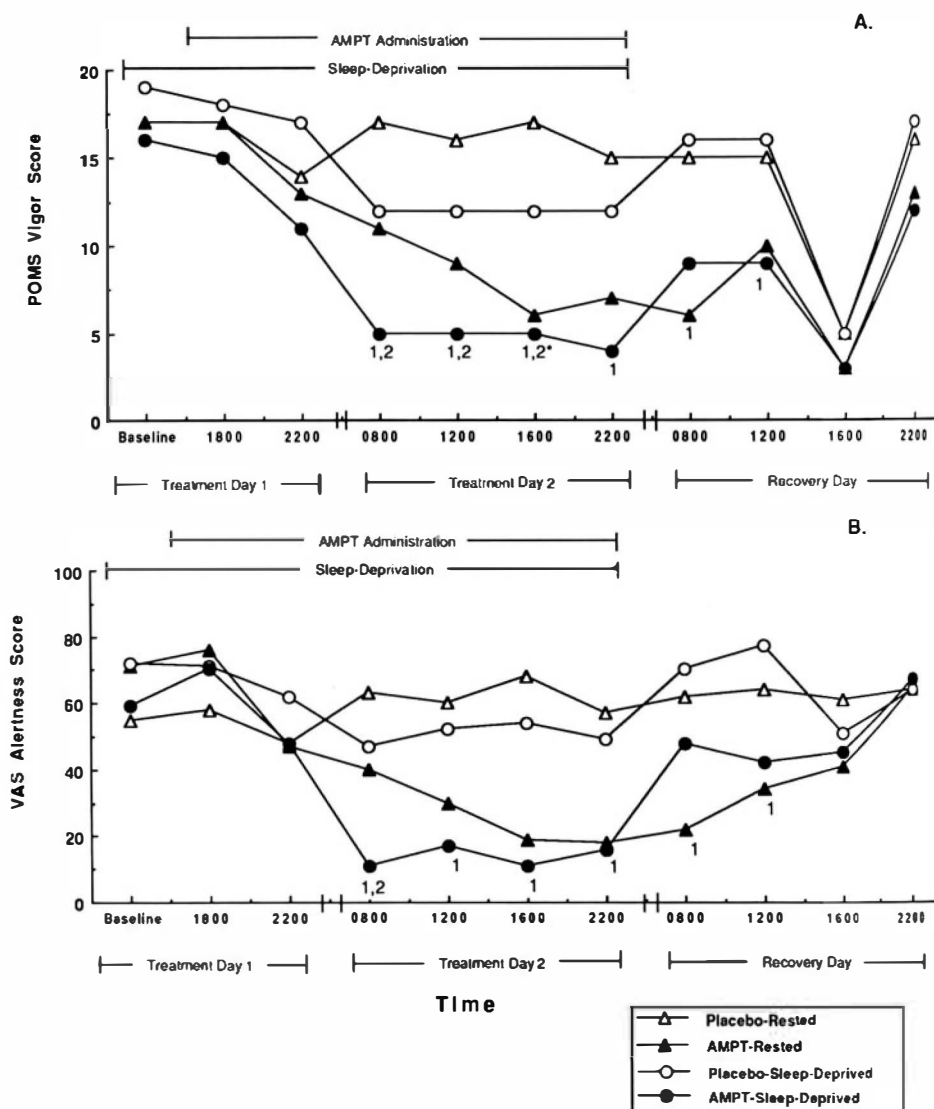 A.
AMPT Administration
Sleep-Deprivation
20
15
10
5
0
POMS Vigor Score
1,2 1,2 1,2* 1 1 1
Baseline 1800 2200 0800 1200 1600 2200 0800 1200 1600 2200
Treatment Day 1 Treatment Day 2 Recovery Day
B.
AMPT Administration
Sleep-Deprivation
100
80
60
40
20
0
VAS Alertness Score
1,2 1 1 1 1 1
Baseline 1800 2200 0800 1200 1600 2200 0800 1200 1600 2200
Treatment Day 1 Treatment Day 2 Recovery Day
Time
Placebo-Rested
AMPT-Rested
Placebo-Sleep-Deprived
AMPT-Sleep-Deprived